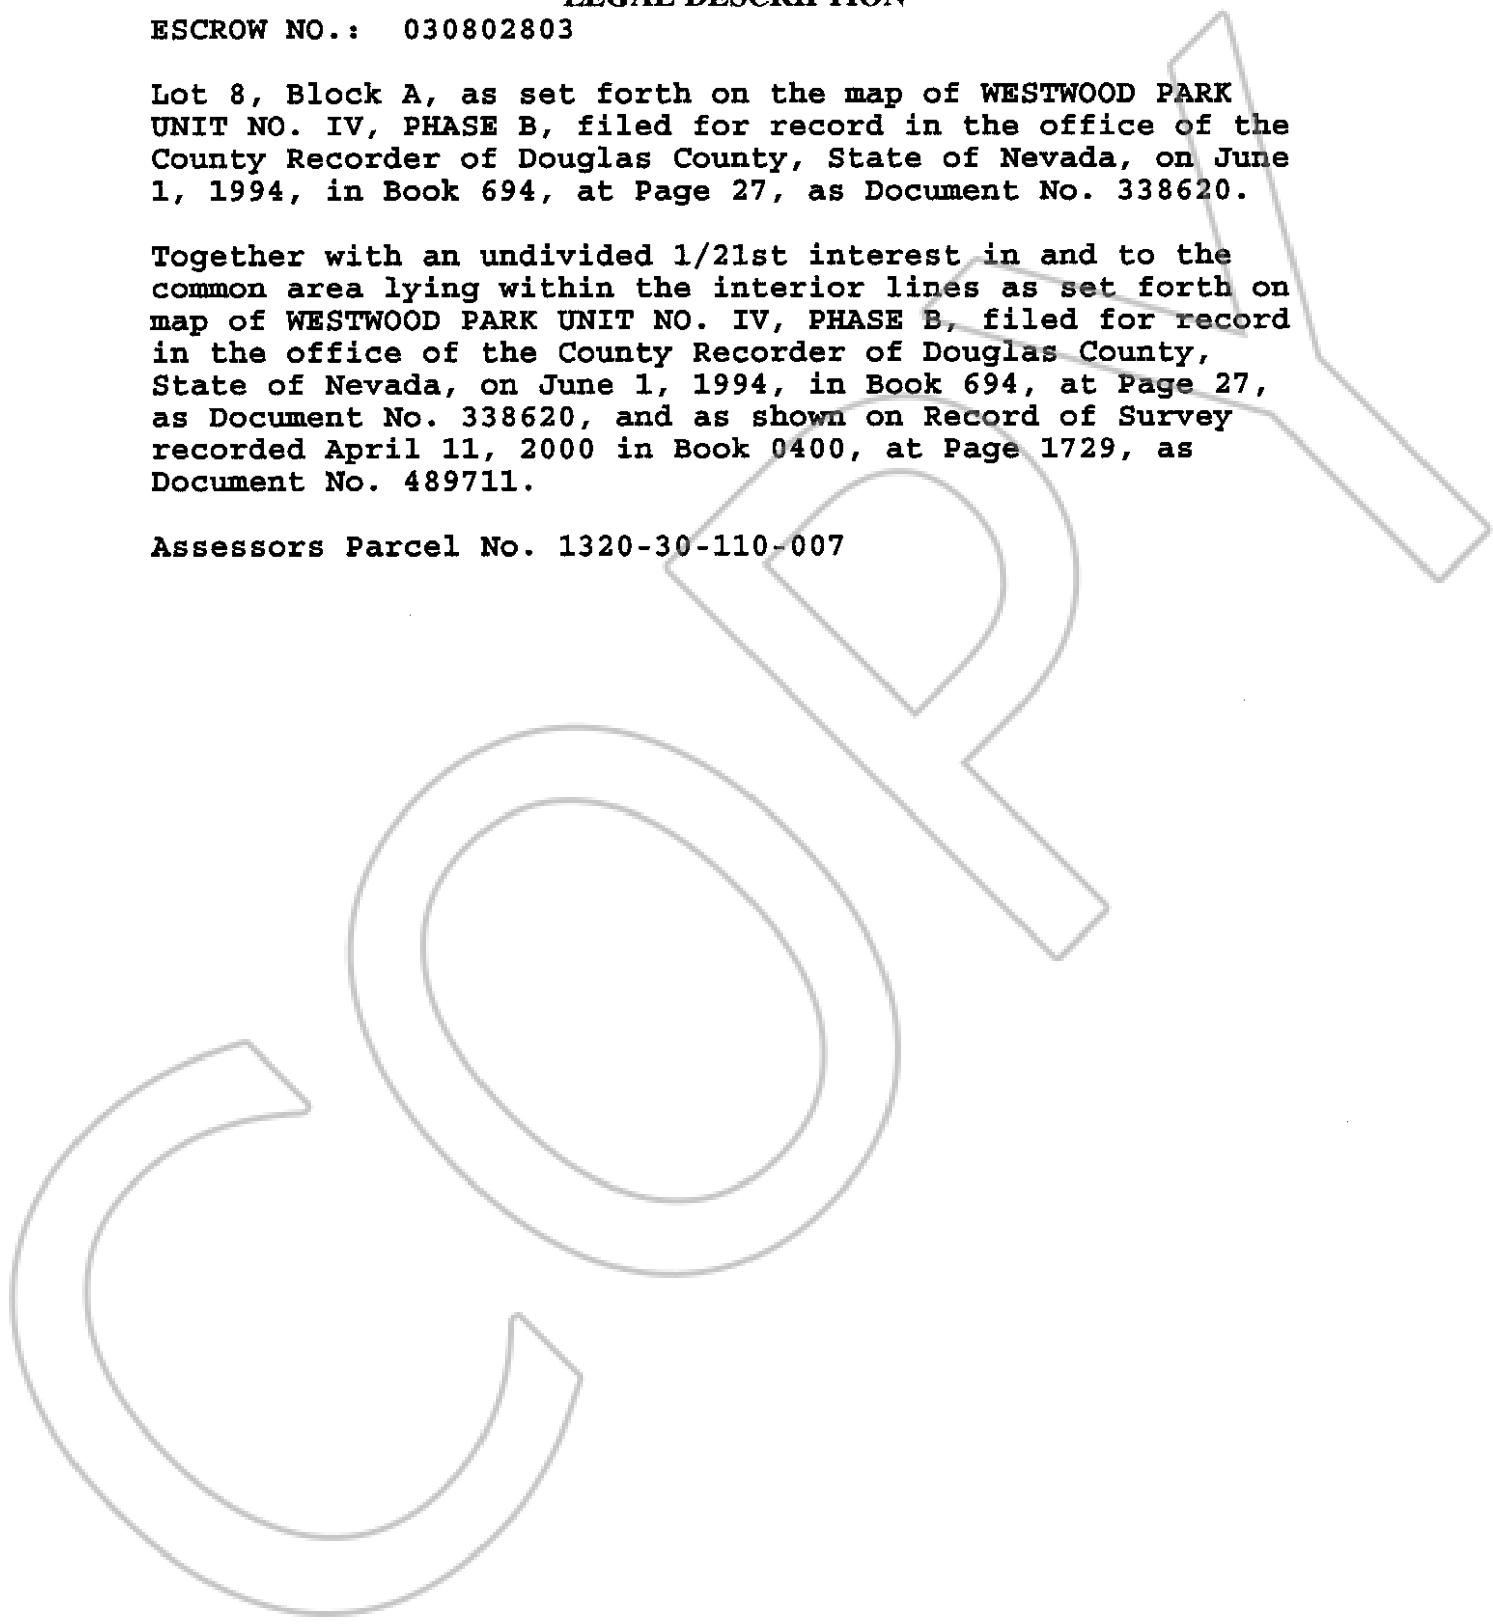 LEGAL DESCRIPTION
ESCROW NO.: 030802803
Lot 8, Block A, as set forth on the map of WESTWOOD PARK
UNIT NO. IV, PHASE B, filed for record in the office of the
County Recorder of Douglas County, State of Nevada, on June
1, 1994, in Book 694, at Page 27, as Document No. 338620.
Together with an undivided 1/21st interest in and to the
common area lying within the interior lines as set forth on
map of WESTWOOD PARK UNIT NO. IV, PHASE B, filed for record
in the office of the County Recorder of Douglas County,
State of Nevada, on June 1, 1994, in Book 694, at Page 27,
as Document No. 338620, and as shown on Record of Survey
recorded April 11, 2000 in Book 0400, at Page 1729, as
Document No. 489711.
Assessors Parcel No. 1320-30-110-007
COPY